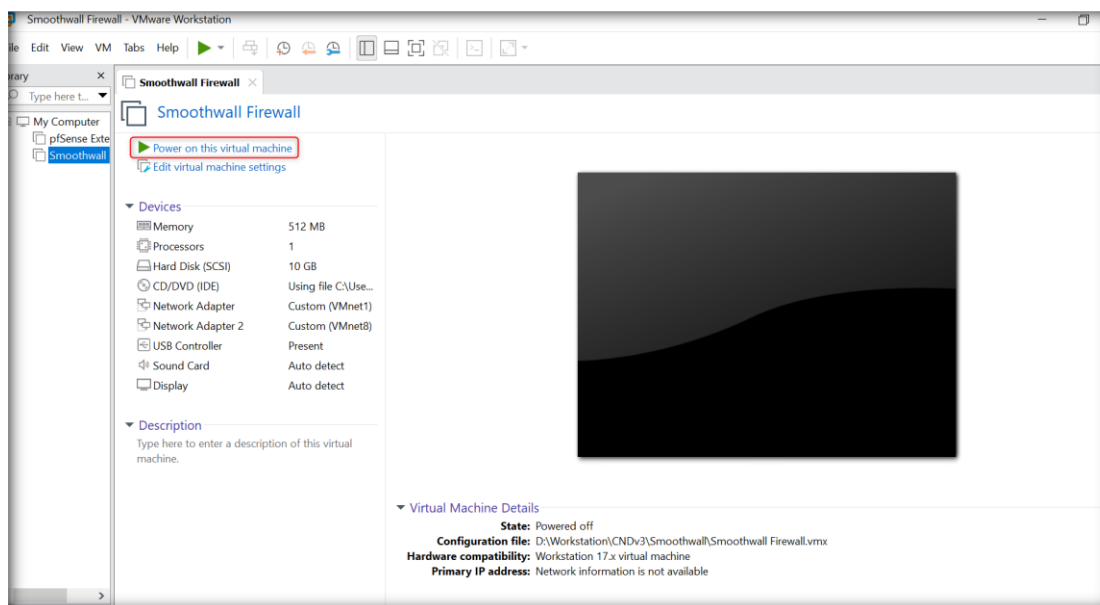 Smoothwall Firewall - VMware Workstation
ile Edit View VM Tabs Help
rary ×
Type here t...
My Computer
pfSense Exte
Smoothwall
Smoothwall Firewall ×
Smoothwall Firewall
Power on this virtual machine
Edit virtual machine settings
Devices
Memory 512 MB
Processors 1
Hard Disk (SCSI) 10 GB
CD/DVD (IDE) Using file C:\Use...
Network Adapter Custom (VMnet1)
Network Adapter 2 Custom (VMnet8)
USB Controller Present
Sound Card Auto detect
Display Auto detect
Description
Type here to enter a description of this virtual
machine.
Virtual Machine Details
State: Powered off
Configuration file: D:\Workstation\CNDv3\Smoothwall\Smoothwall Firewall.vmx
Hardware compatibility: Workstation 17.x virtual machine
Primary IP address: Network information is not available